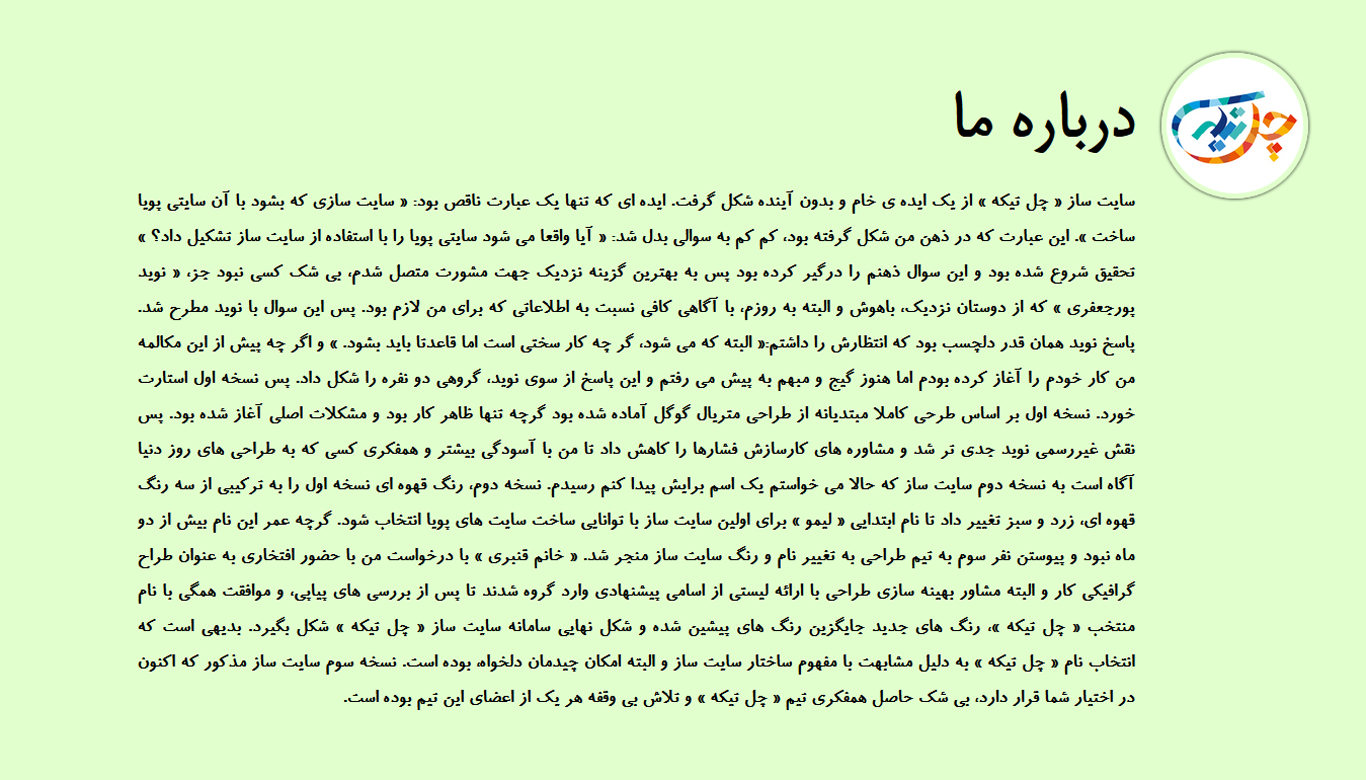 چل تیکه
درباره ما
سایت ساز « چل تیکه » از یک ایده ی خام و بدون آینده شکل گرفت. ایده ای که تنها یک عبارت ناقص بود: « سایت سازی که بشود با آن سایتی پویا
ساخت ». این عبارت که در ذهن من شکل گرفته بود، کم کم به سوالی بدل شد: « آیا واقعا می شود سایتی پویا را با استفاده از سایت ساز تشکیل داد؟ »
تحقیق شروع شده بود و این سوال ذهنم را درگیر کرده بود پس به بهترین گزینه نزدیک جهت مشورت متصل شدم، بی شک کسی نبود جز، « نوید
پورجعفری » که از دوستان نزدیک، باهوش و البته به روزم، با آگاهی کافی نسبت به اطلاعاتی که برای من لازم بود. پس این سوال با نوید مطرح شد.
پاسخ نوید همان قدر دلچسب بود که انتظارش را داشتم:« البته که می شود، گر چه کار سختی است اما قاعدتا باید بشود. » و اگر چه پیش از این مکالمه
من کار خودم را آغاز کرده بودم اما هنوز گیج و مبهم به پیش می رفتم و این پاسخ از سوی نوید، گروهی دو نفره را شکل داد. پس نسخه اول استارت
خورد. نسخه اول بر اساس طرحی کاملا مبتدیانه از طراحی متریال گوگل آماده شده بود گرچه تنها ظاهر کار بود و مشکلات اصلی آغاز شده بود. پس
نقش غیررسمی نوید جدی تر شد و مشاوره های کارسازش فشارها را کاهش داد تا من با آسودگی بیشتر و همفکری کسی که به طراحی های روز دنیا
آگاه است به نسخه دوم سایت ساز که حالا می خواستم یک اسم برایش پیدا کنم رسیدم. نسخه دوم، رنگ قهوه ای نسخه اول را به ترکیبی از سه رنگ
قهوه ای، زرد و سبز تغییر داد تا نام ابتدایی « لیمو » برای اولین سایت ساز با توانایی ساخت سایت های پویا انتخاب شود. گرچه عمر این نام بیش از دو
ماه نبود و پیوستن نفر سوم به تیم طراحی به تغییر نام و رنگ سایت ساز منجر شد. « خانم قنبری » با درخواست من با حضور افتخاری به عنوان طراح
گرافیکی کار و البته مشاور بهینه سازی طراحی با ارائه لیستی از اسامی پیشنهادی وارد گروه شدند تا پس از بررسی های پیاپی، و موافقت همگی با نام
منتخب « چل تیکه »، رنگ های جدید جایگزین رنگ های پیشین شده و شکل نهایی سامانه سایت ساز « چل تیکه » شکل بگیرد. بدیهی است که
انتخاب نام « چل تیکه » به دلیل مشابهت با مفهوم ساختار سایت ساز و البته امکان چیدمان دلخواه، بوده است. نسخه سوم سایت ساز مذکور که اکنون
در اختیار شما قرار دارد، بی شک حاصل همفکری تیم « چل تیکه » و تلاش بی وقفه هر یک از اعضای این تیم بوده است.